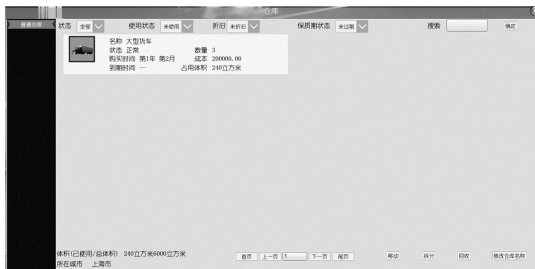 仓库
普通仓库
状态 全部 使用状态 未使用 折旧 未折旧 保质期状态 未过期 搜索 确定
名称 大型货车
状态 正常 数量 3
购买时间 第1年 第2月 成本 200000.00
到期时间 — 占用体积 240立方米
体积(已使用/总体积) 240立方米6000立方米
首页 上一页 1 下一页 尾页 移动 拆分 回收 修改仓库名称
所在城市 上海市